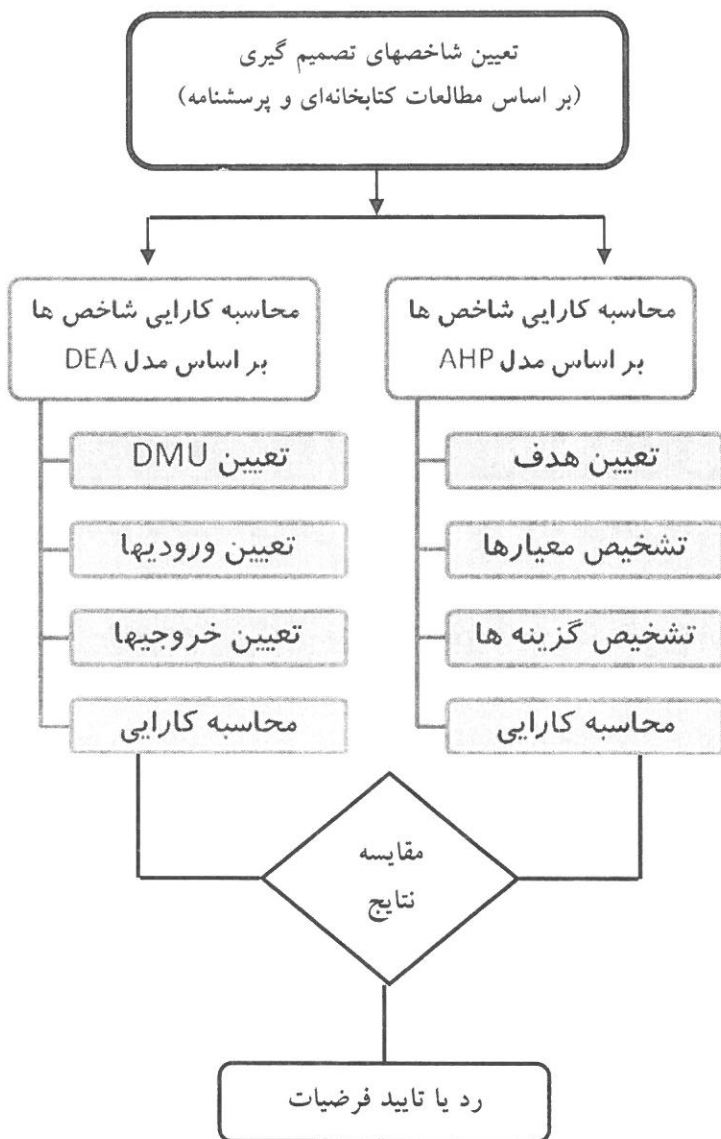 تعیین شاخصهای تصمیم گیری
(بر اساس مطالعات کتابخانه‌ای و پرسشنامه)
محاسبه کارایی شاخص ها
بر اساس مدل AHP
تعیین هدف
تشخیص معیارها
تشخیص گزینه ها
محاسبه کارایی
محاسبه کارایی شاخص ها
بر اساس مدل DEA
تعیین DMU
تعیین ورودیها
تعیین خروجیها
محاسبه کارایی
مقایسه
نتایج
رد یا تایید فرضیات